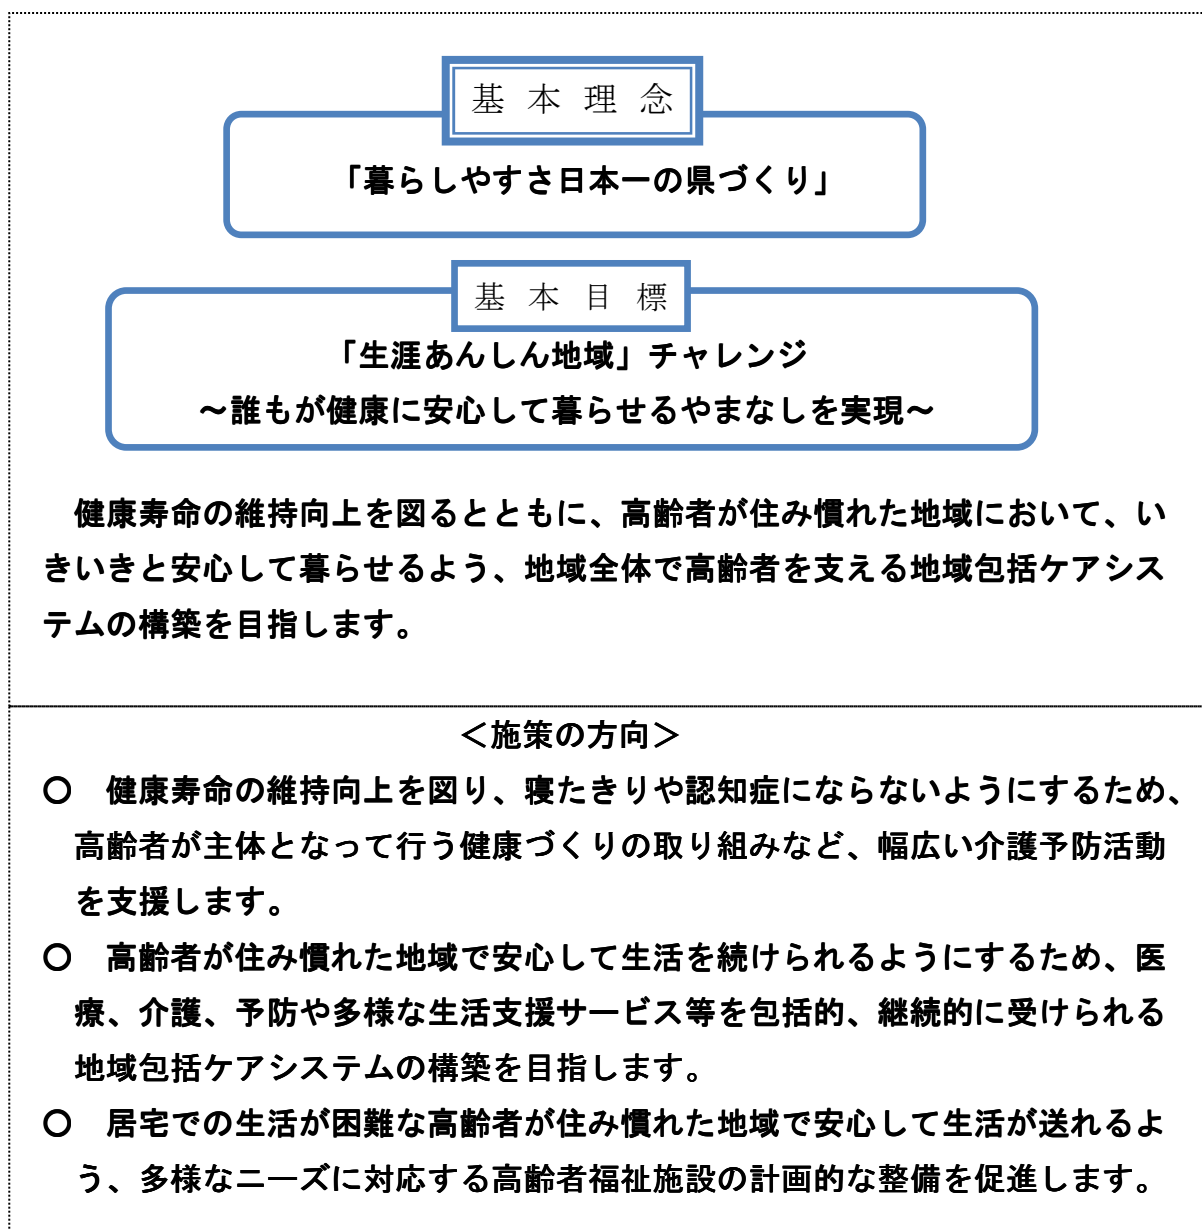 基本理念
「暮らしやすさ日本一の県づくり」
基本目標
「生涯あんしん地域」チャレンジ
～誰もが健康に安心して暮らせるやまなしを実現～
健康寿命の維持向上を図るとともに、高齢者が住み慣れた地域において、い
きいきと安心して暮らせるよう、地域全体で高齢者を支える地域包括ケアシス
テムの構築を目指します。
＜施策の方向＞
○　健康寿命の維持向上を図り、寝たきりや認知症にならないようにするため、
高齢者が主体となって行う健康づくりの取り組みなど、幅広い介護予防活動
を支援します。
○　高齢者が住み慣れた地域で安心して生活を続けられるようにするため、医
療、介護、予防や多様な生活支援サービス等を包括的、継続的に受けられる
地域包括ケアシステムの構築を目指します。
○　居宅での生活が困難な高齢者が住み慣れた地域で安心して生活が送れるよ
う、多様なニーズに対応する高齢者福祉施設の計画的な整備を促進します。